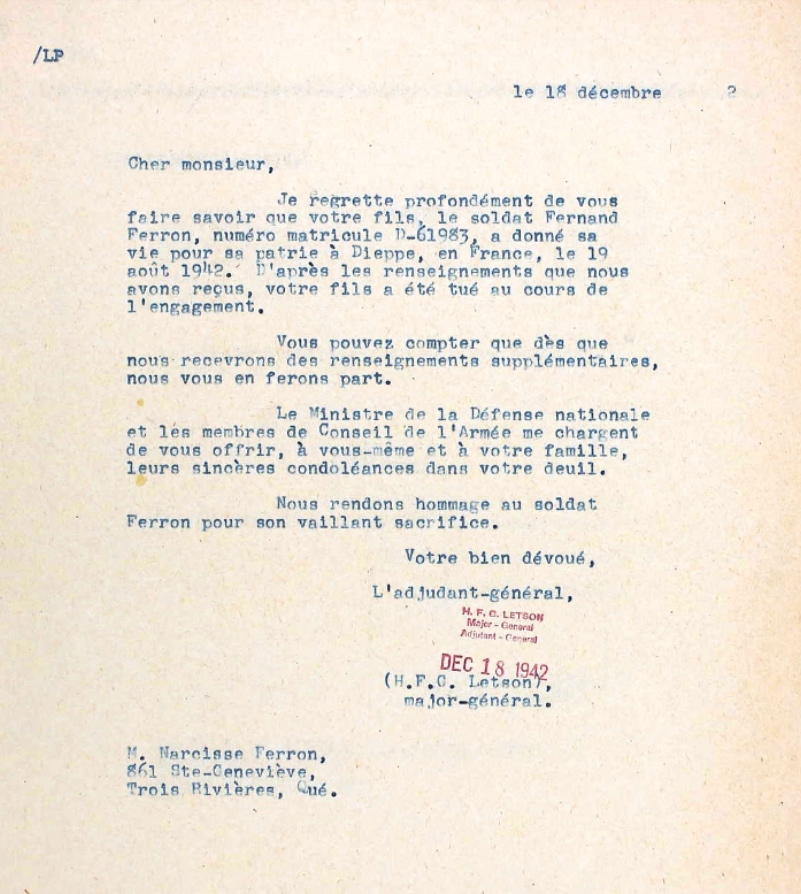 /LP
le 18 décembre 2
Cher monsieur,
Je regrette profondément de vous
faire savoir que votre fils, le soldat Fernand
Ferron, numéro matricule D-61983, a donné sa
vie pour sa patrie à Dieppe, en France, le 19
août 1942. D'après les renseignements que nous
avons reçus, votre fils a été tué au cours de
l'engagement.
Vous pouvez compter que dès que
nous recevrons des renseignements supplémentaires,
nous vous en ferons part.
Le Ministre de la Défense nationale
et les membres de Conseil de l'Armée me chargent
de vous offrir, à vous-même et à votre famille,
leurs sincères condoléances dans votre deuil.
Nous rendons hommage au soldat
Ferron pour son vaillant sacrifice.
Votre bien dévoué,
L'adjudant-général,
H. F. G. LETSON
Major - General
Adjutant - General
DEC 18 1942
(H.F.G. Letson),
major-général.
M. Narcisse Ferron,
861 Ste-Geneviève,
Trois Rivières, Qué.